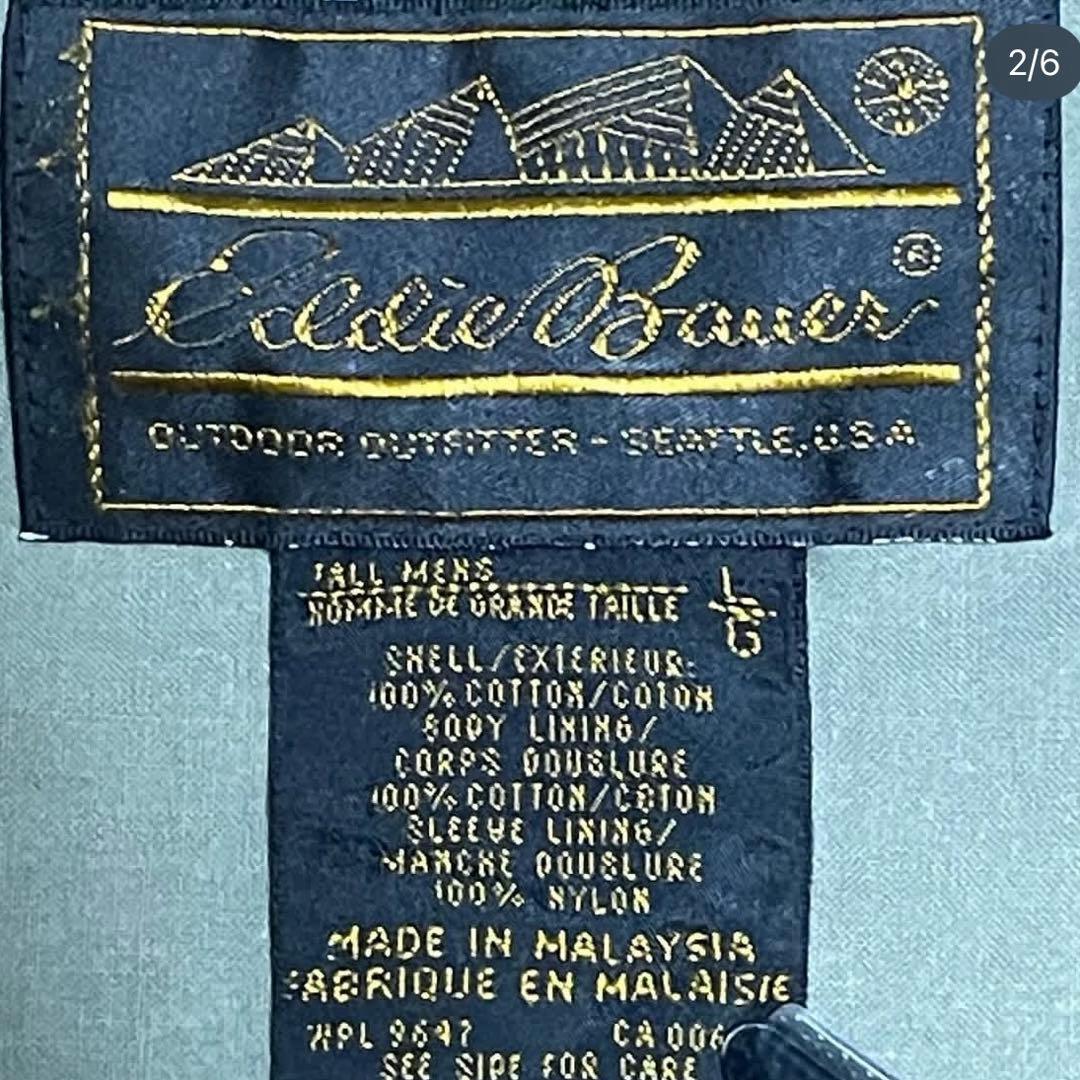 2/6
Eddie Bauer ®
OUTDOOR OUTFITTER - SEATTLE, U.S.A
TALL MENS
HOMME DE GRANDE TAILLE
L
G
SHELL/EXTERIEUR:
100% COTTON/COTON
BODY LINING/
CORPS DOUBLURE
100% COTTON/COTON
SLEEVE LINING/
MANCHE DOUBLURE
100% NYLON
MADE IN MALAYSIA
FABRIQUE EN MALAISIE
WPL 9647 CA 006
SEE SIDE FOR CARE